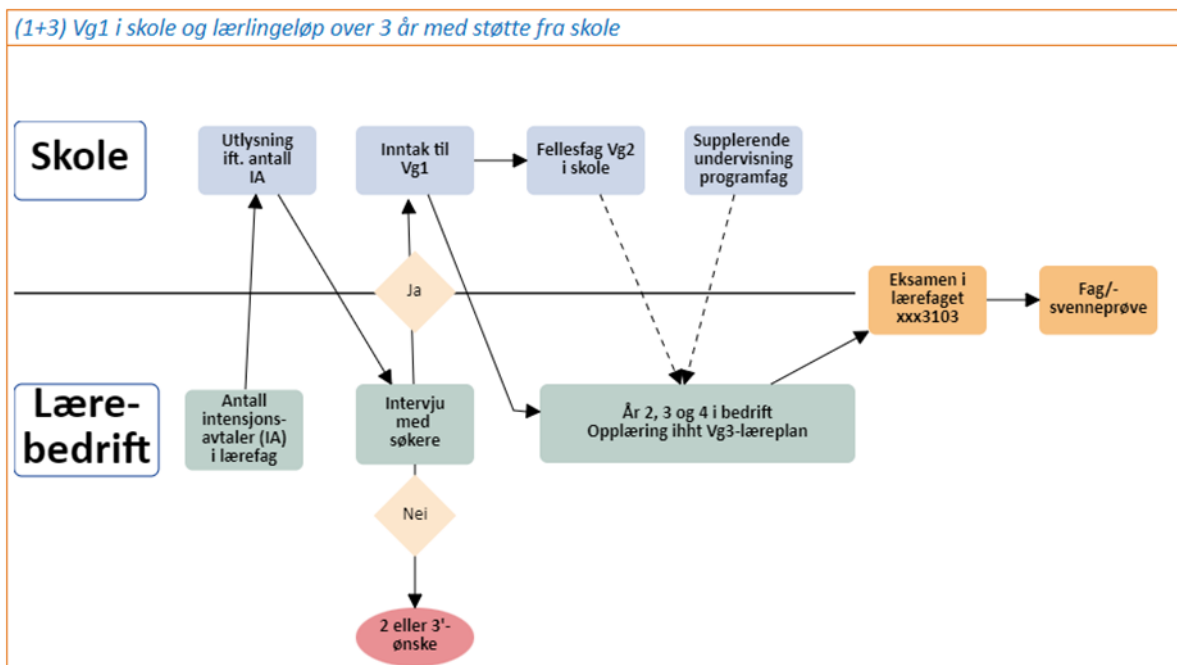 (1+3) Vg1 i skole og lærlingeløp over 3 år med støtte fra skole
Skole
Utlysning
ift. antall
IA
Inntak til
Vg1
Fellesfag Vg2
i skole
Supplerende
undervisning
programfag
Ja
Eksamen i
lærefaget
xxx3103
Fag/-
svenneprøve
Lære-
bedrift
Antall
intensjons-
avtaler (IA)
i lærefag
Intervju
med
søkere
År 2, 3 og 4 i bedrift
Opplæring ihht Vg3-læreplan
Nei
2 eller 3'-
ønske